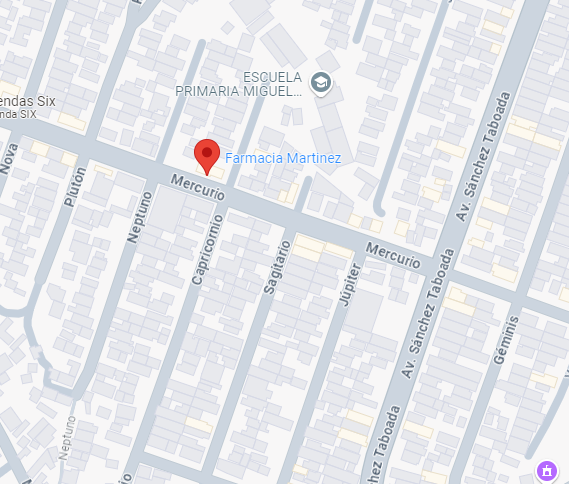 ESCUELA
PRIMARIA MIGUEL...
endas Six
nda SIX
Av. Sánchez Taboada
Farmacia Martinez
Nova
Plutón
Mercurio
Neptuno
Capricornio
Sagitario
Mercurio
Júpiter
Av. Sánchez Taboada
Géminis
Neptuno
chez Taboada
io